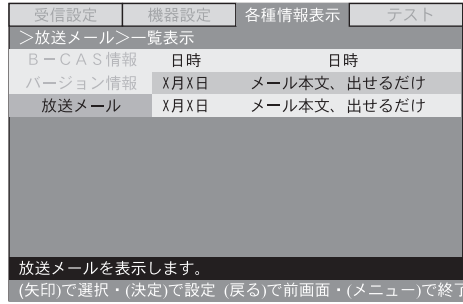 受信設定 機器設定 各種情報表示 テスト
>放送メール>一覧表示
B-CAS情報 日時 日時
バージョン情報 X月X日 メール本文、出せるだけ
放送メール X月X日 メール本文、出せるだけ
放送メールを表示します。
(矢印)で選択・(決定)で設定 (戻る)で前画面・(メニュー)で終了